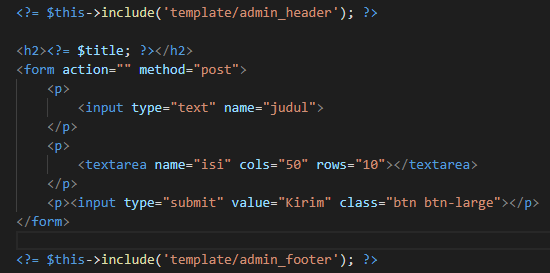 <?= $this->include('template/admin_header'); ?>
<h2><?= $title; ?></h2>
<form action="" method="post">
<p>
<input type="text" name="judul">
</p>
<p>
<textarea name="isi" cols="50" rows="10"></textarea>
</p>
<p><input type="submit" value="Kirim" class="btn btn-large"></p>
</form>
<?= $this->include('template/admin_footer'); ?>